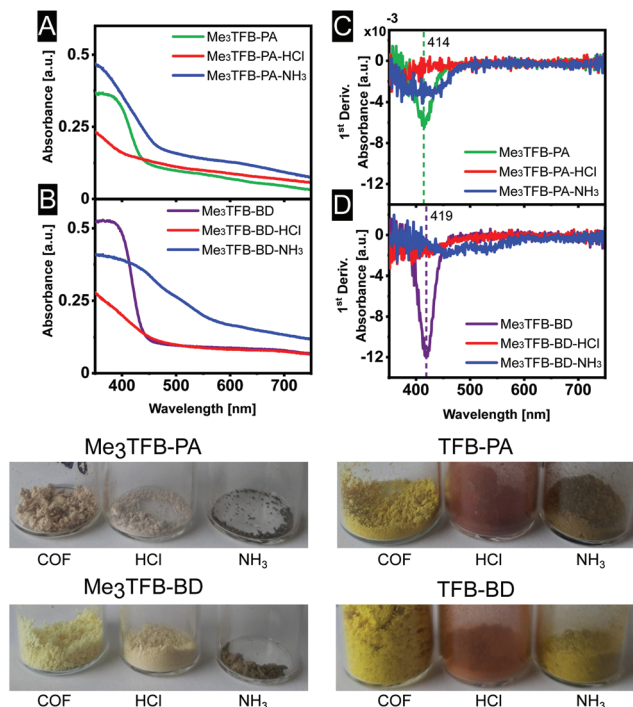 A
0.5
0.25
0
Absorbance [a.u.]
Me₃TFB-PA
Me₃TFB-PA-HCl
Me₃TFB-PA-NH₃
B
0.5
0.25
0
Absorbance [a.u.]
Me₃TFB-BD
Me₃TFB-BD-HCl
Me₃TFB-BD-NH₃
400 500 600 700
Wavelength [nm]
C
x10 -3
414
0
-4
-8
-12
1st Deriv.
Absorbance [a.u.]
Me₃TFB-PA
Me₃TFB-PA-HCl
Me₃TFB-PA-NH₃
D
419
0
-4
-8
-12
1st Deriv.
Absorbance [a.u.]
Me₃TFB-BD
Me₃TFB-BD-HCl
Me₃TFB-BD-NH₃
400 500 600 700
Wavelength [nm]
Me₃TFB-PA
COF HCl NH₃
TFB-PA
COF HCl NH₃
Me₃TFB-BD
COF HCl NH₃
TFB-BD
COF HCl NH₃